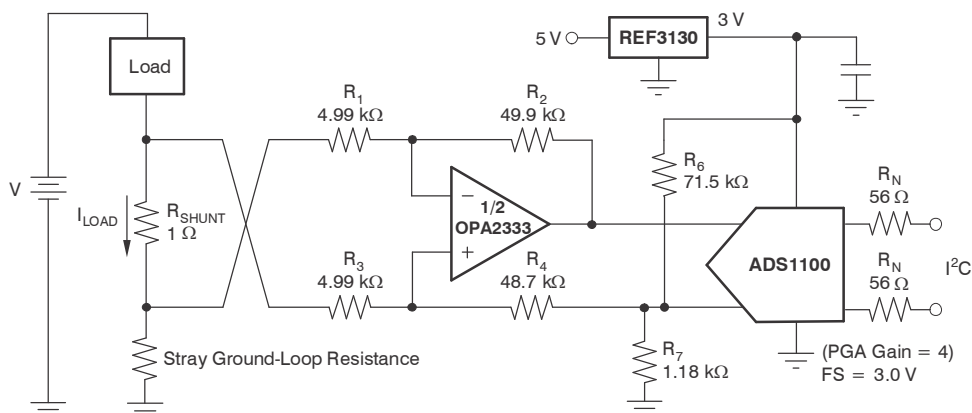 REF3130
5 V
3 V
Load
R1
4.99 kΩ
R2
49.9 kΩ
R6
71.5 kΩ
V
ILOAD
RSHUNT
1 Ω
−
1/2
OPA2333
+
RN
56 Ω
ADS1100
RN
56 Ω
I²C
R3
4.99 kΩ
R4
48.7 kΩ
Stray Ground-Loop Resistance
R7
1.18 kΩ
(PGA Gain = 4)
FS = 3.0 V